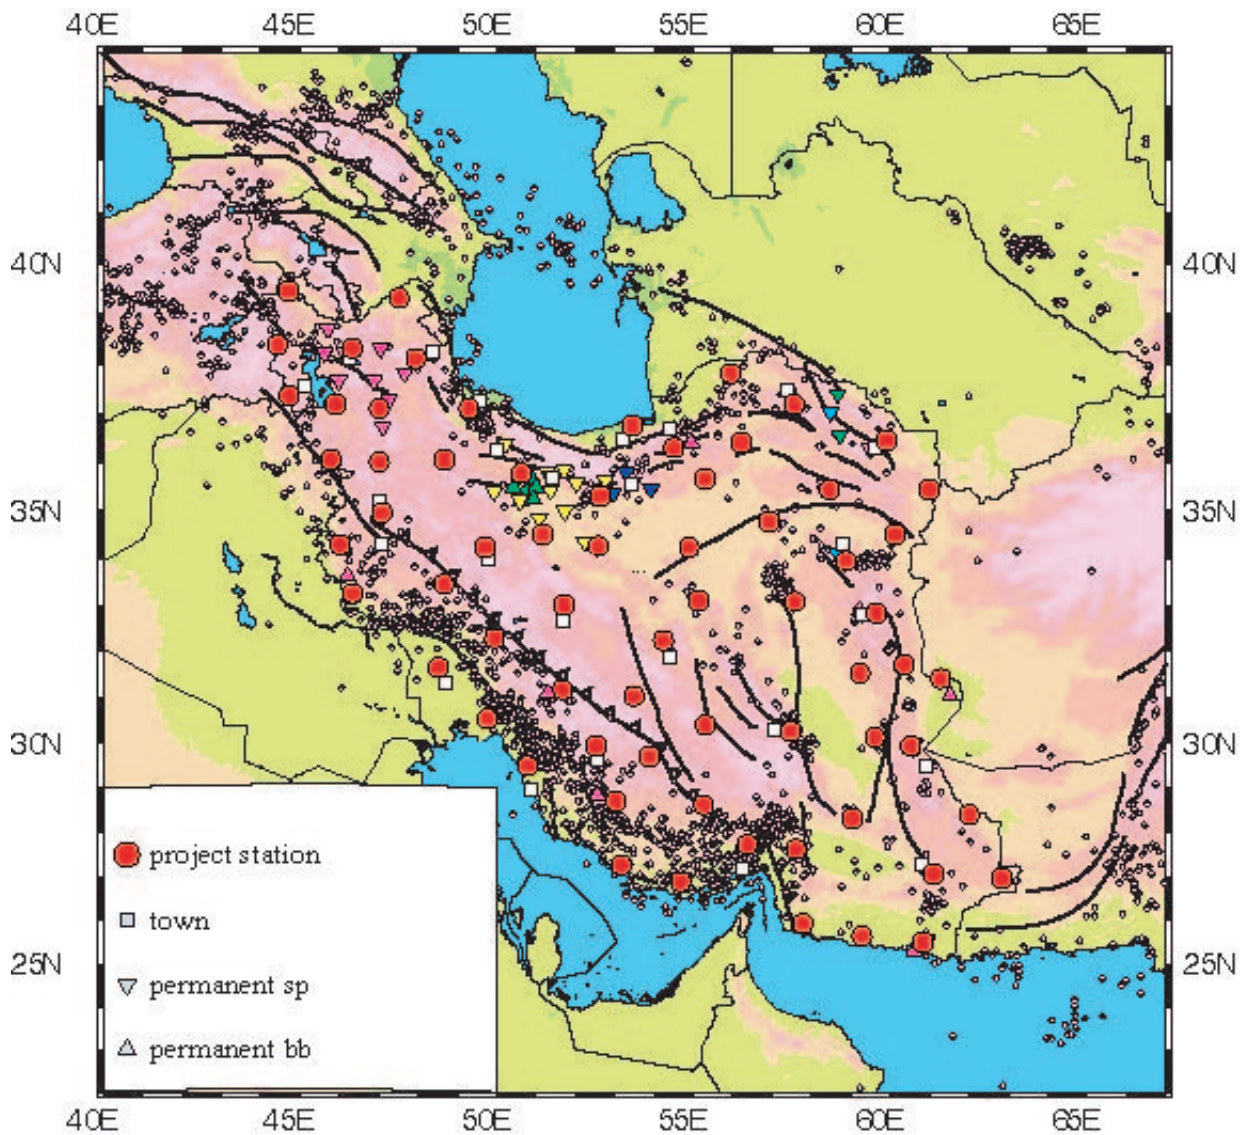 40E 45E 50E 55E 60E 65E
40N 40N
35N 35N
30N 30N
25N 25N
project station
town
permanent sp
permanent bb
40E 45E 50E 55E 60E 65E